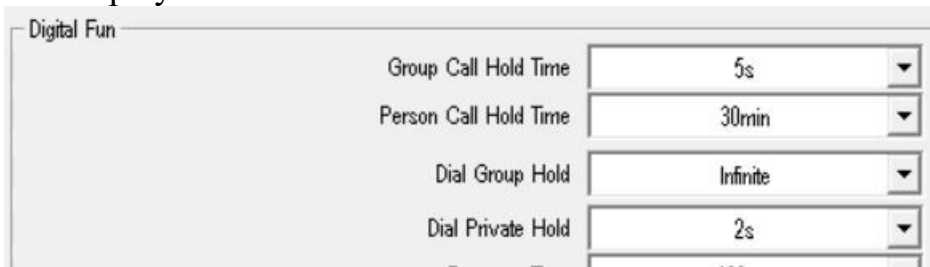 Digital Fun
Group Call Hold Time 5s
Person Call Hold Time 30min
Dial Group Hold Infinite
Dial Private Hold 2s